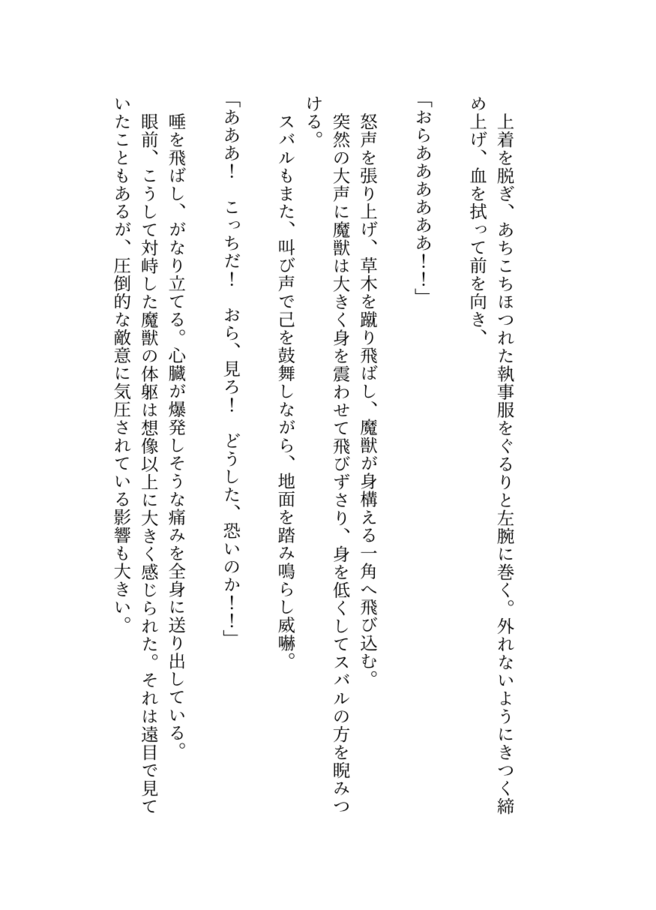 上着を脱ぎ、あちこちほつれた執事服をぐるりと左腕に巻く。外れないようにきつく締
め上げ、血を拭って前を向き、
「おらああああああ！！」
怒声を張り上げ、草木を蹴り飛ばし、魔獣が身構える一角へ飛び込む。
突然の大声に魔獣は大きく身を震わせて飛びずさり、身を低くしてスバルの方を睨みつ
ける。
スバルもまた、叫び声で己を鼓舞しながら、地面を踏み鳴らし威嚇。
「あああ！　こっちだ！　おら、見ろ！　どうした、恐いのか！！」
唾を飛ばし、がなり立てる。心臓が爆発しそうな痛みを全身に送り出している。
眼前、こうして対峙した魔獣の体躯は想像以上に大きく感じられた。それは遠目で見て
いたこともあるが、圧倒的な敵意に気圧されている影響も大きい。